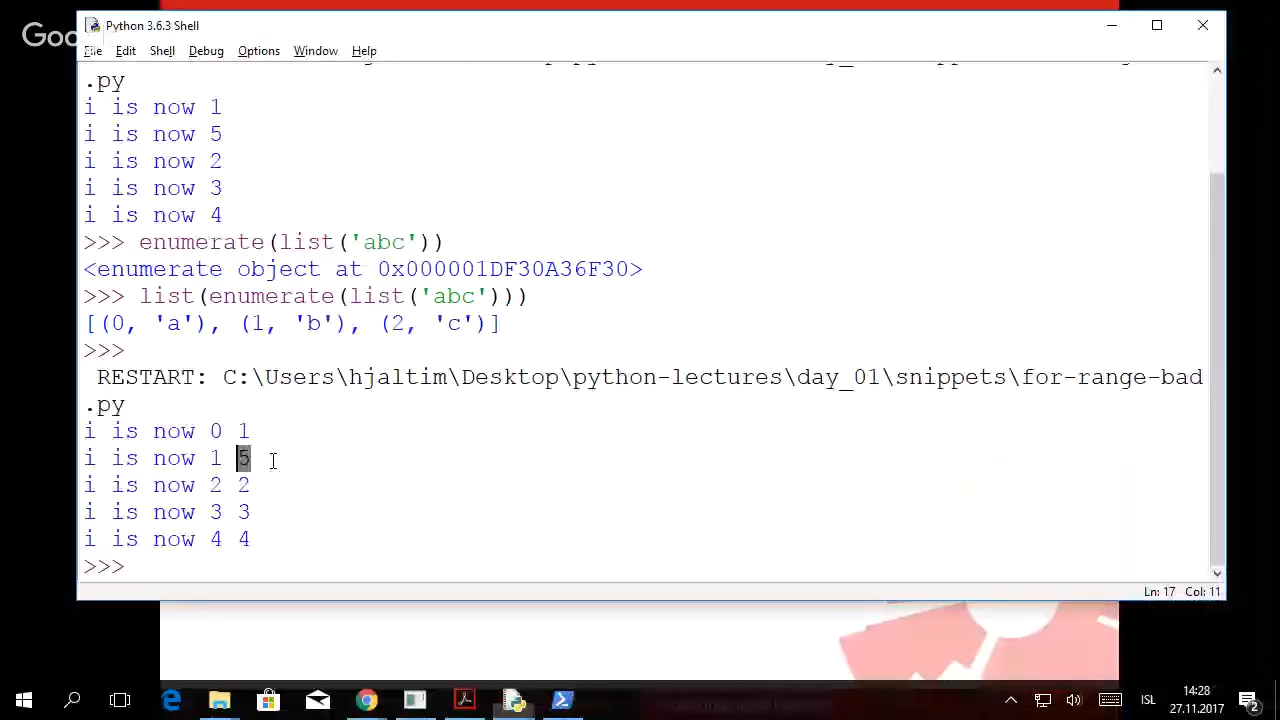 Goo
Python 3.6.3 Shell
File Edit Shell Debug Options Window Help
.py
i is now 1
i is now 5
i is now 2
i is now 3
i is now 4
>>> enumerate(list('abc'))
<enumerate object at 0x000001DF30A36F30>
>>> list(enumerate(list('abc')))
[(0, 'a'), (1, 'b'), (2, 'c')]
>>>
RESTART: C:\Users\hjaltim\Desktop\python-lectures\day_01\snippets\for-range-bad
.py
i is now 0 1
i is now 1 5
i is now 2 2
i is now 3 3
i is now 4 4
>>>
Ln: 17 Col: 11
ISL
14:28
27.11.2017
2